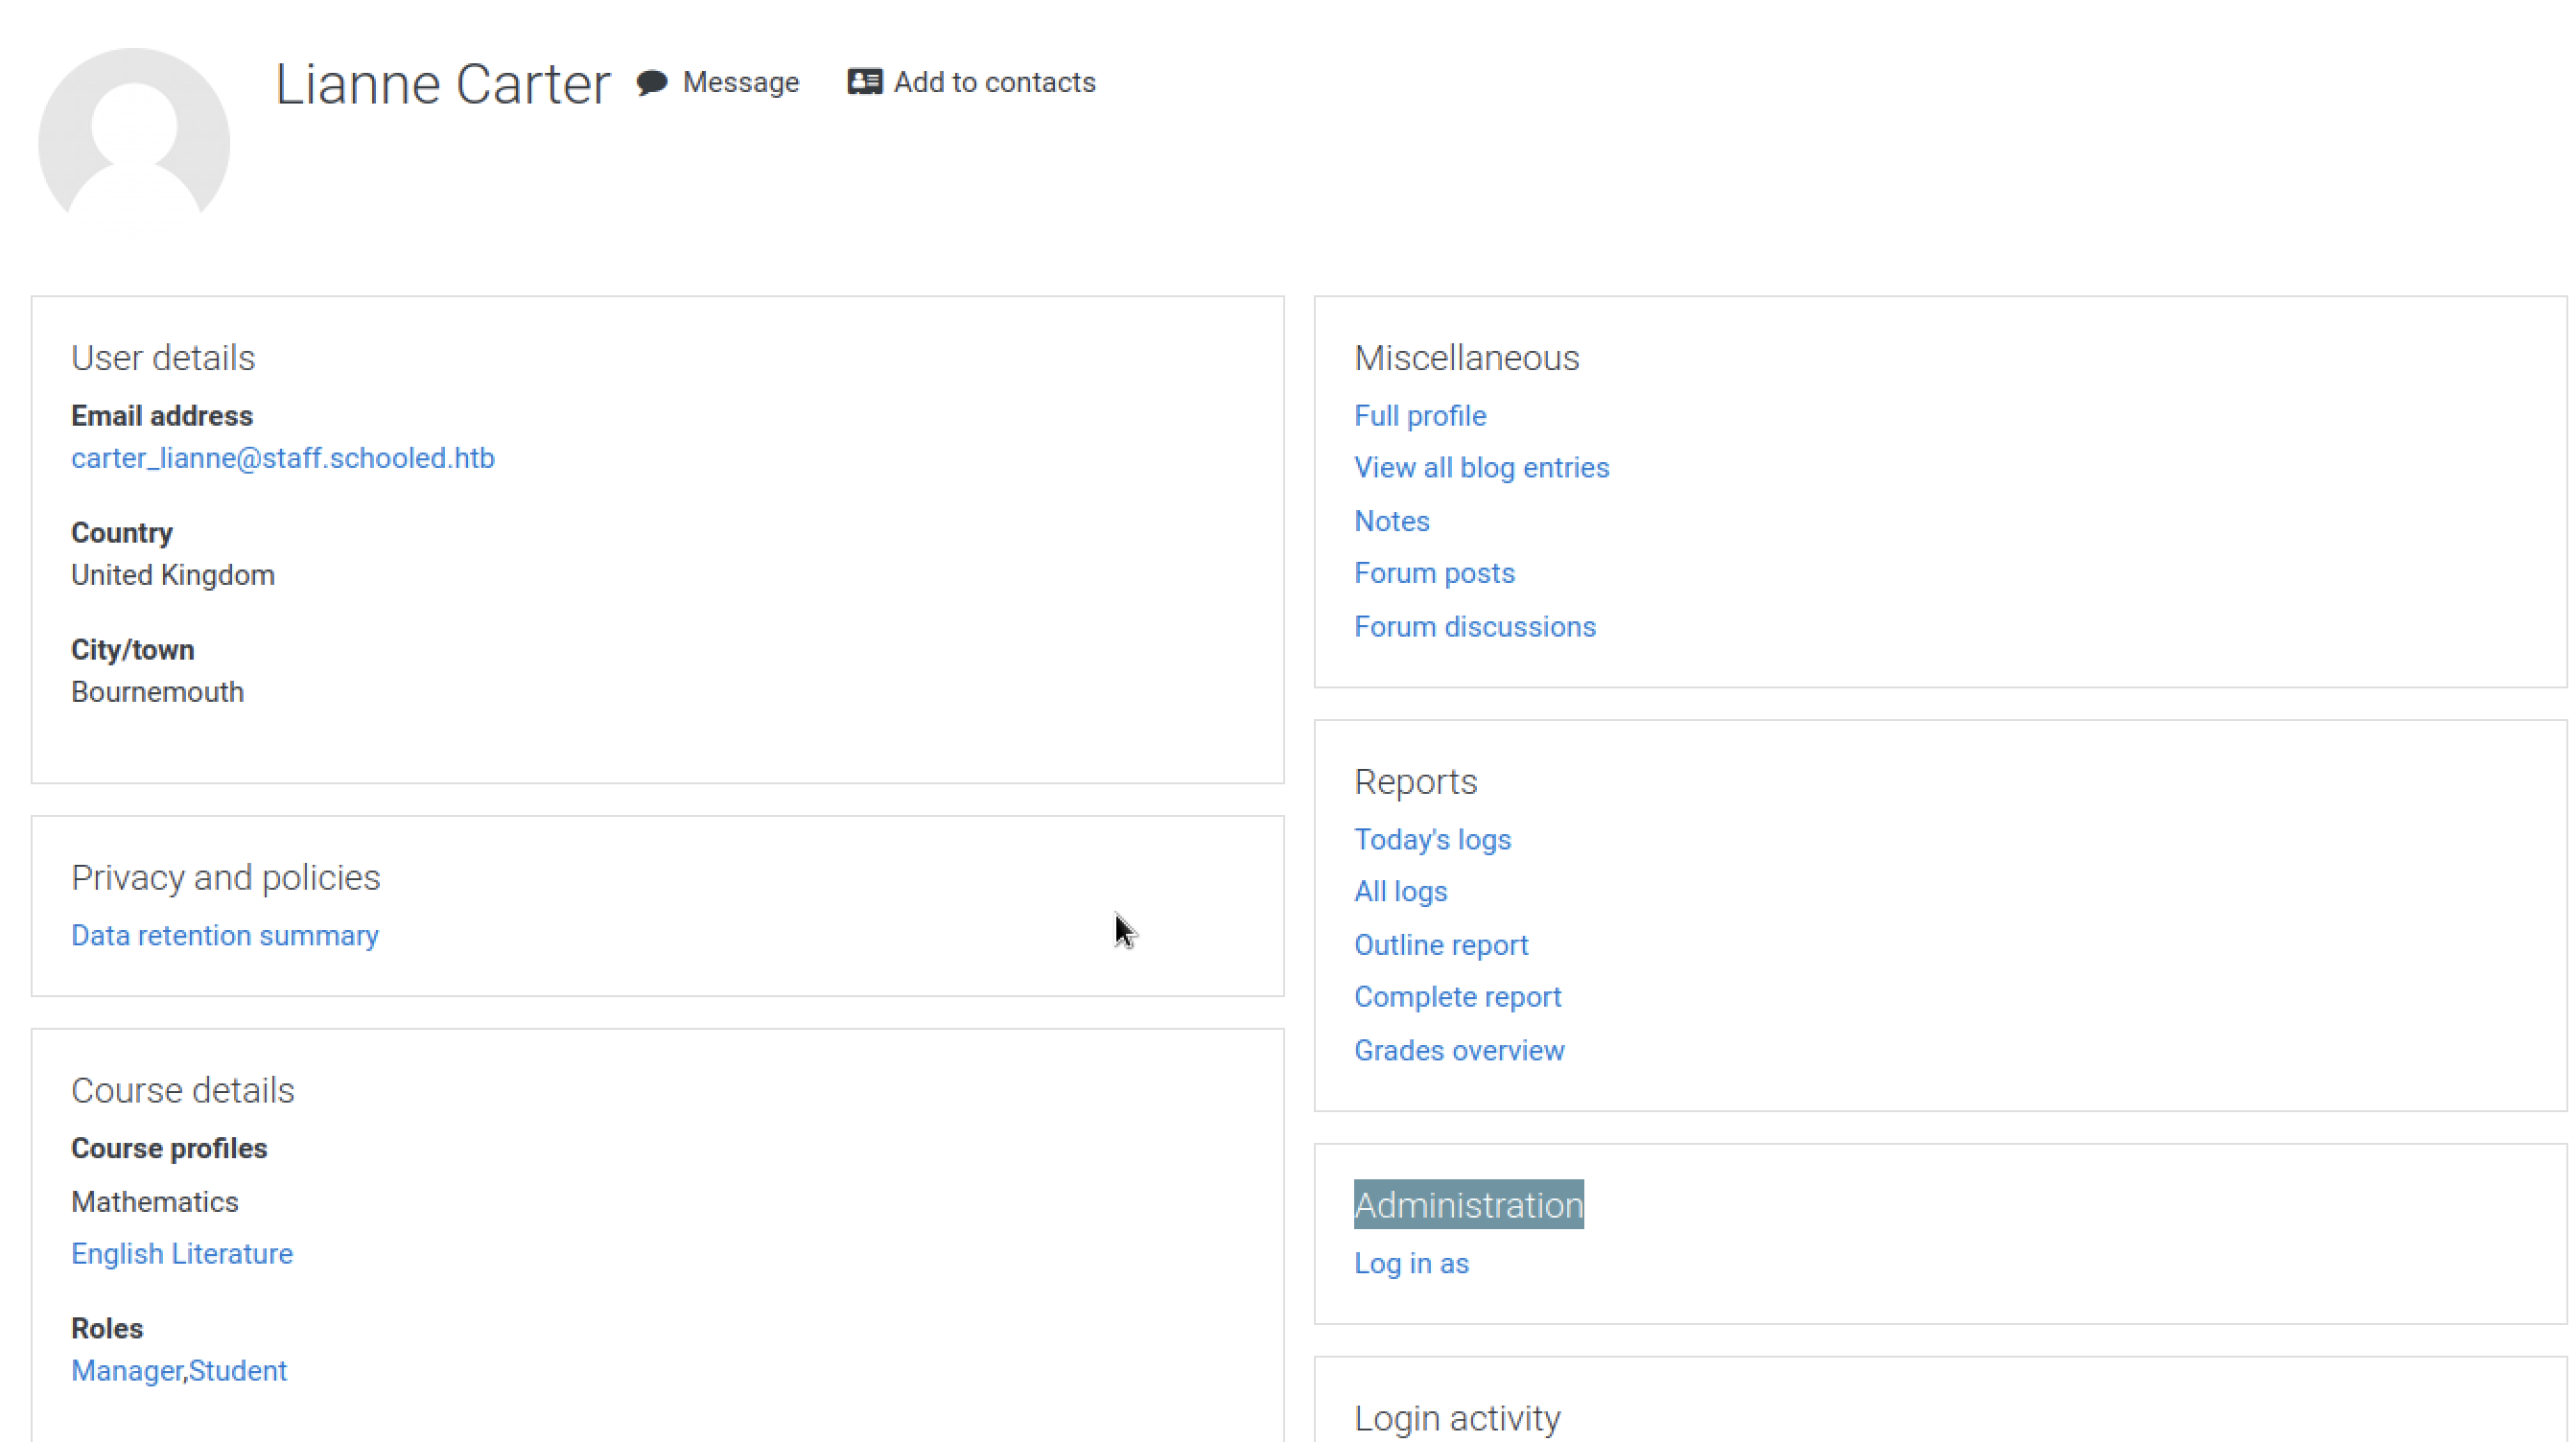 Lianne Carter Message Add to contacts
User details
Email address
carter_lianne@staff.schooled.htb
Country
United Kingdom
City/town
Bournemouth
Privacy and policies
Data retention summary
Course details
Course profiles
Mathematics
English Literature
Roles
Manager,Student
Miscellaneous
Full profile
View all blog entries
Notes
Forum posts
Forum discussions
Reports
Today's logs
All logs
Outline report
Complete report
Grades overview
Administration
Log in as
Login activity